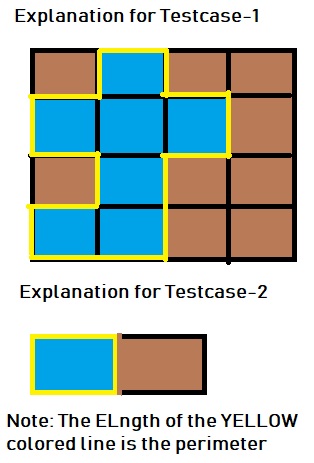 Explanation for Testcase-1
Explanation for Testcase-2
Note: The ELngth of the YELLOW
colored line is the perimeter